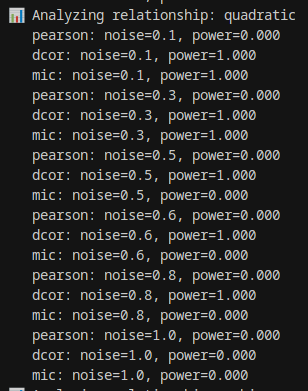 📊 Analyzing relationship: quadratic
pearson: noise=0.1, power=0.000
dcor: noise=0.1, power=1.000
mic: noise=0.1, power=1.000
pearson: noise=0.3, power=0.000
dcor: noise=0.3, power=1.000
mic: noise=0.3, power=1.000
pearson: noise=0.5, power=0.000
dcor: noise=0.5, power=1.000
mic: noise=0.5, power=0.000
pearson: noise=0.6, power=0.000
dcor: noise=0.6, power=1.000
mic: noise=0.6, power=0.000
pearson: noise=0.8, power=0.000
dcor: noise=0.8, power=1.000
mic: noise=0.8, power=0.000
pearson: noise=1.0, power=0.000
dcor: noise=1.0, power=0.000
mic: noise=1.0, power=0.000